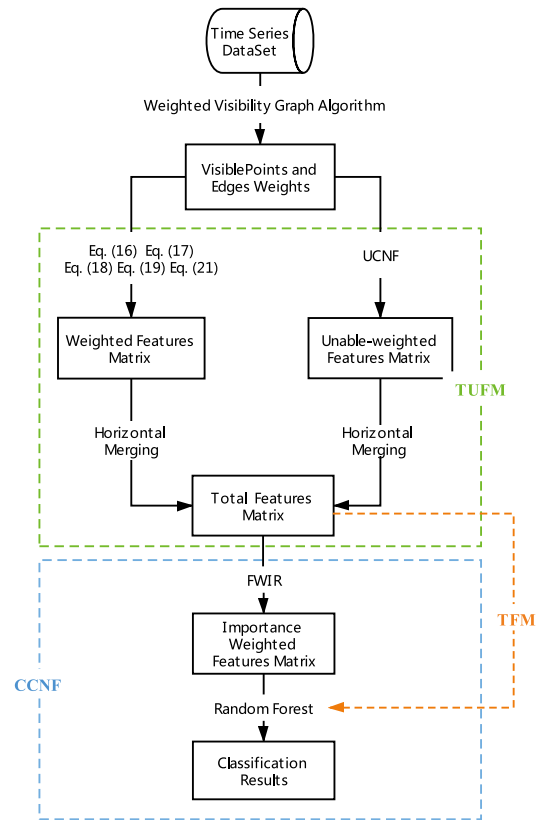 Time Series
DataSet
Weighted Visibility Graph Algorithm
VisiblePoints and
Edges Weights
Eq. (16) Eq. (17)
Eq. (18) Eq. (19) Eq. (21)
UCNF
Weighted Features
Matrix
Unable-weighted
Features Matrix
TUFM
Horizontal
Merging
Horizontal
Merging
Total Features
Matrix
FWIR
TFM
Importance
Weighted
Features Matrix
CCNF
Random Forest
Classification
Results